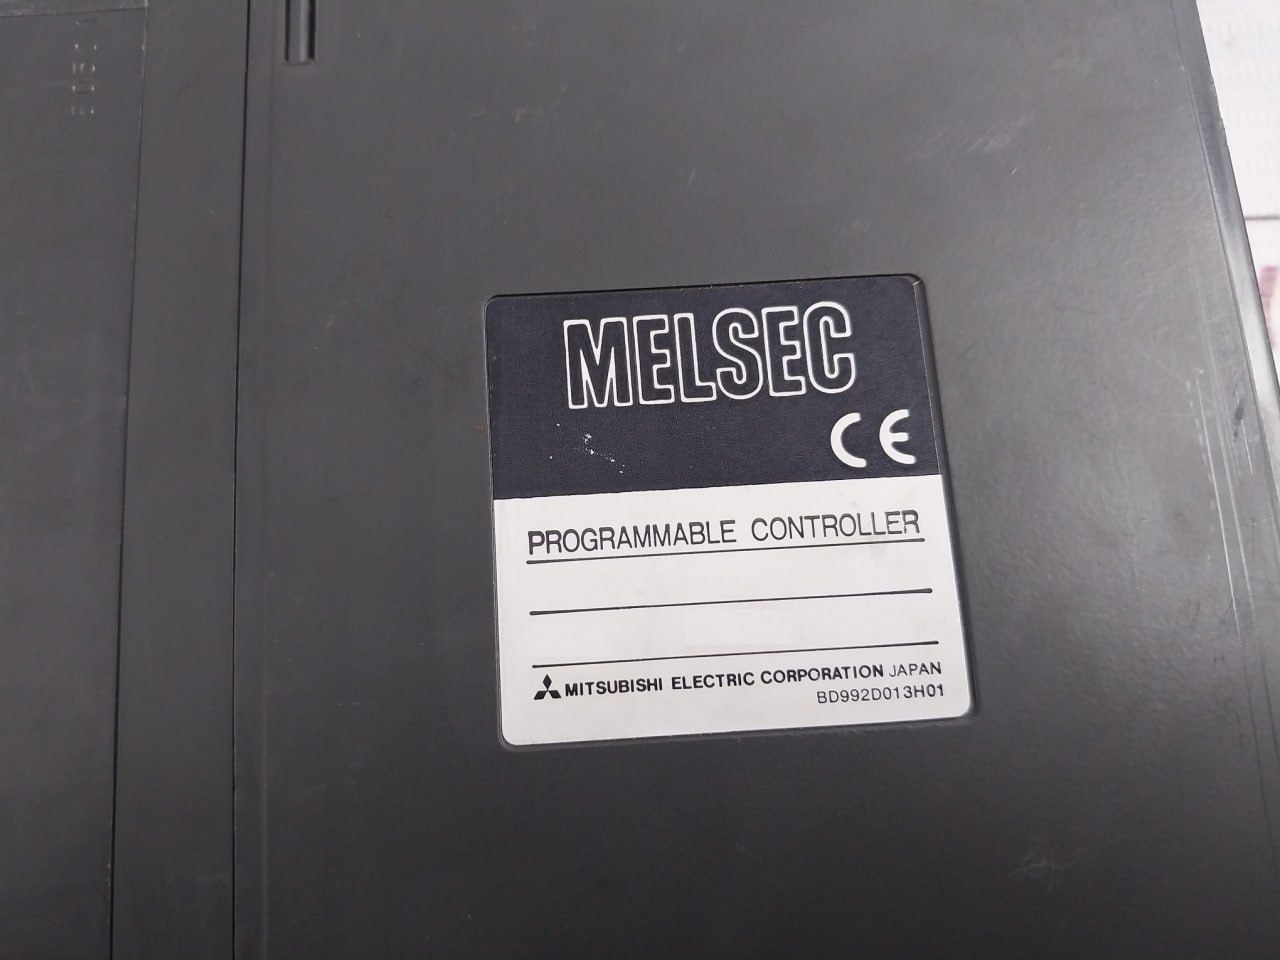 MELSEC
CE
PROGRAMMABLE CONTROLLER
MITSUBISHI ELECTRIC CORPORATION JAPAN
BD992D013H01